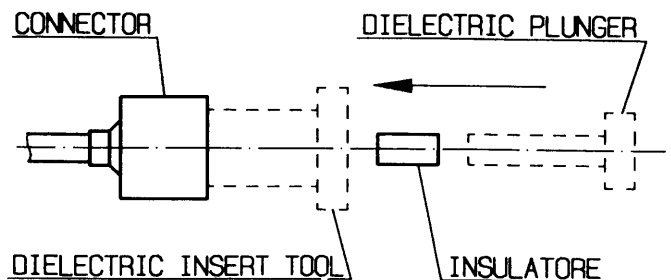 CONNECTOR
DIELECTRIC PLUNGER
DIELECTRIC INSERT TOOL
INSULATORE